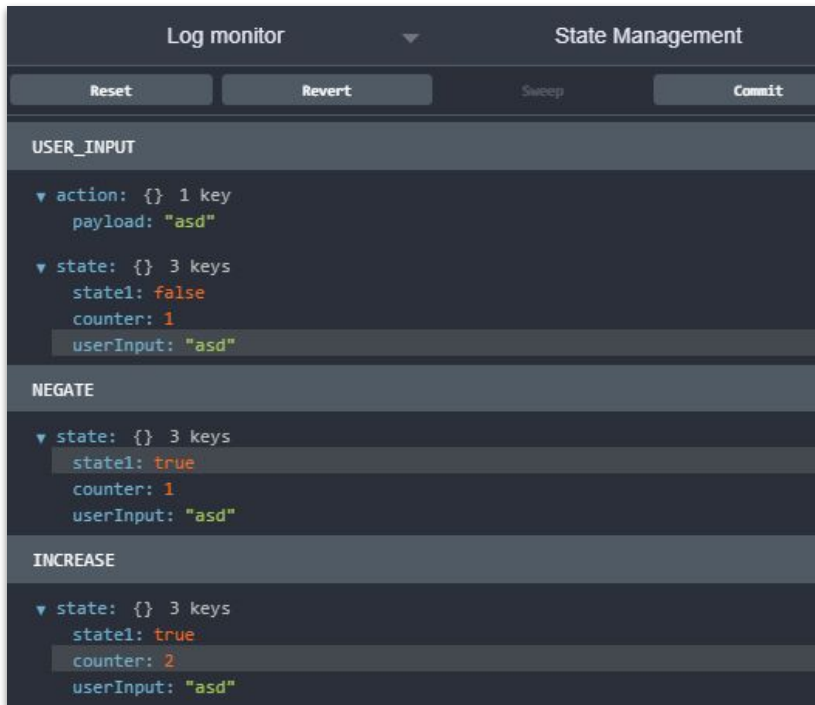 Log monitor State Management
Reset Revert Sweep Commit
USER_INPUT
action: {} 1 key
payload: "asd"
state: {} 3 keys
state1: false
counter: 1
userInput: "asd"
NEGATE
state: {} 3 keys
state1: true
counter: 1
userInput: "asd"
INCREASE
state: {} 3 keys
state1: true
counter: 2
userInput: "asd"